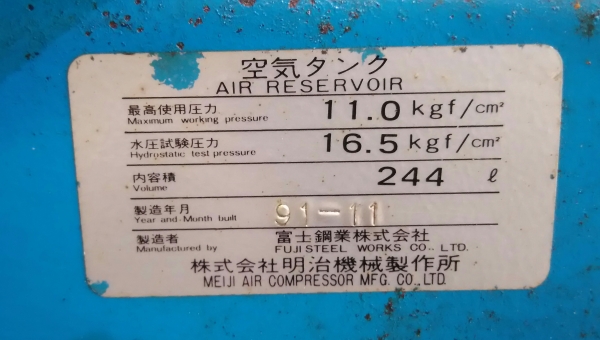 空気タンク
AIR RESERVOIR
最高使用圧力 11.0 kgf/cm²
Maximum working pressure
水圧試験圧力 16.5 kgf/cm²
Hydrostatic test pressure
内容積 244 ℓ
Volume
製造年月 91-11
Year and Month built
製造者 富士鋼業株式会社
Manufactured by FUJI STEEL WORKS CO., LTD.
株式会社明治機械製作所
MEIJI AIR COMPRESSOR MFG. CO., LTD.